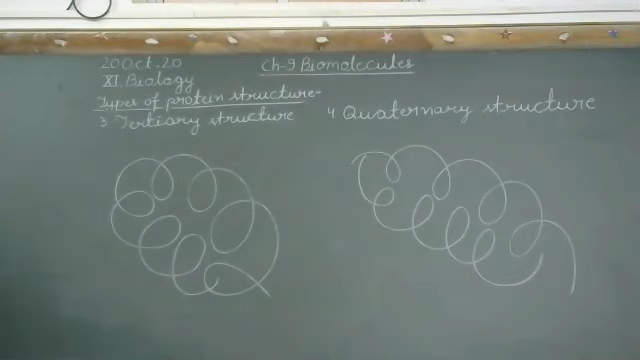 20 Oct, 20
Ch-9 Biomolecules
XI, Biology
Types of protein structure-
3 Tertiary structure
4 Quaternary structure